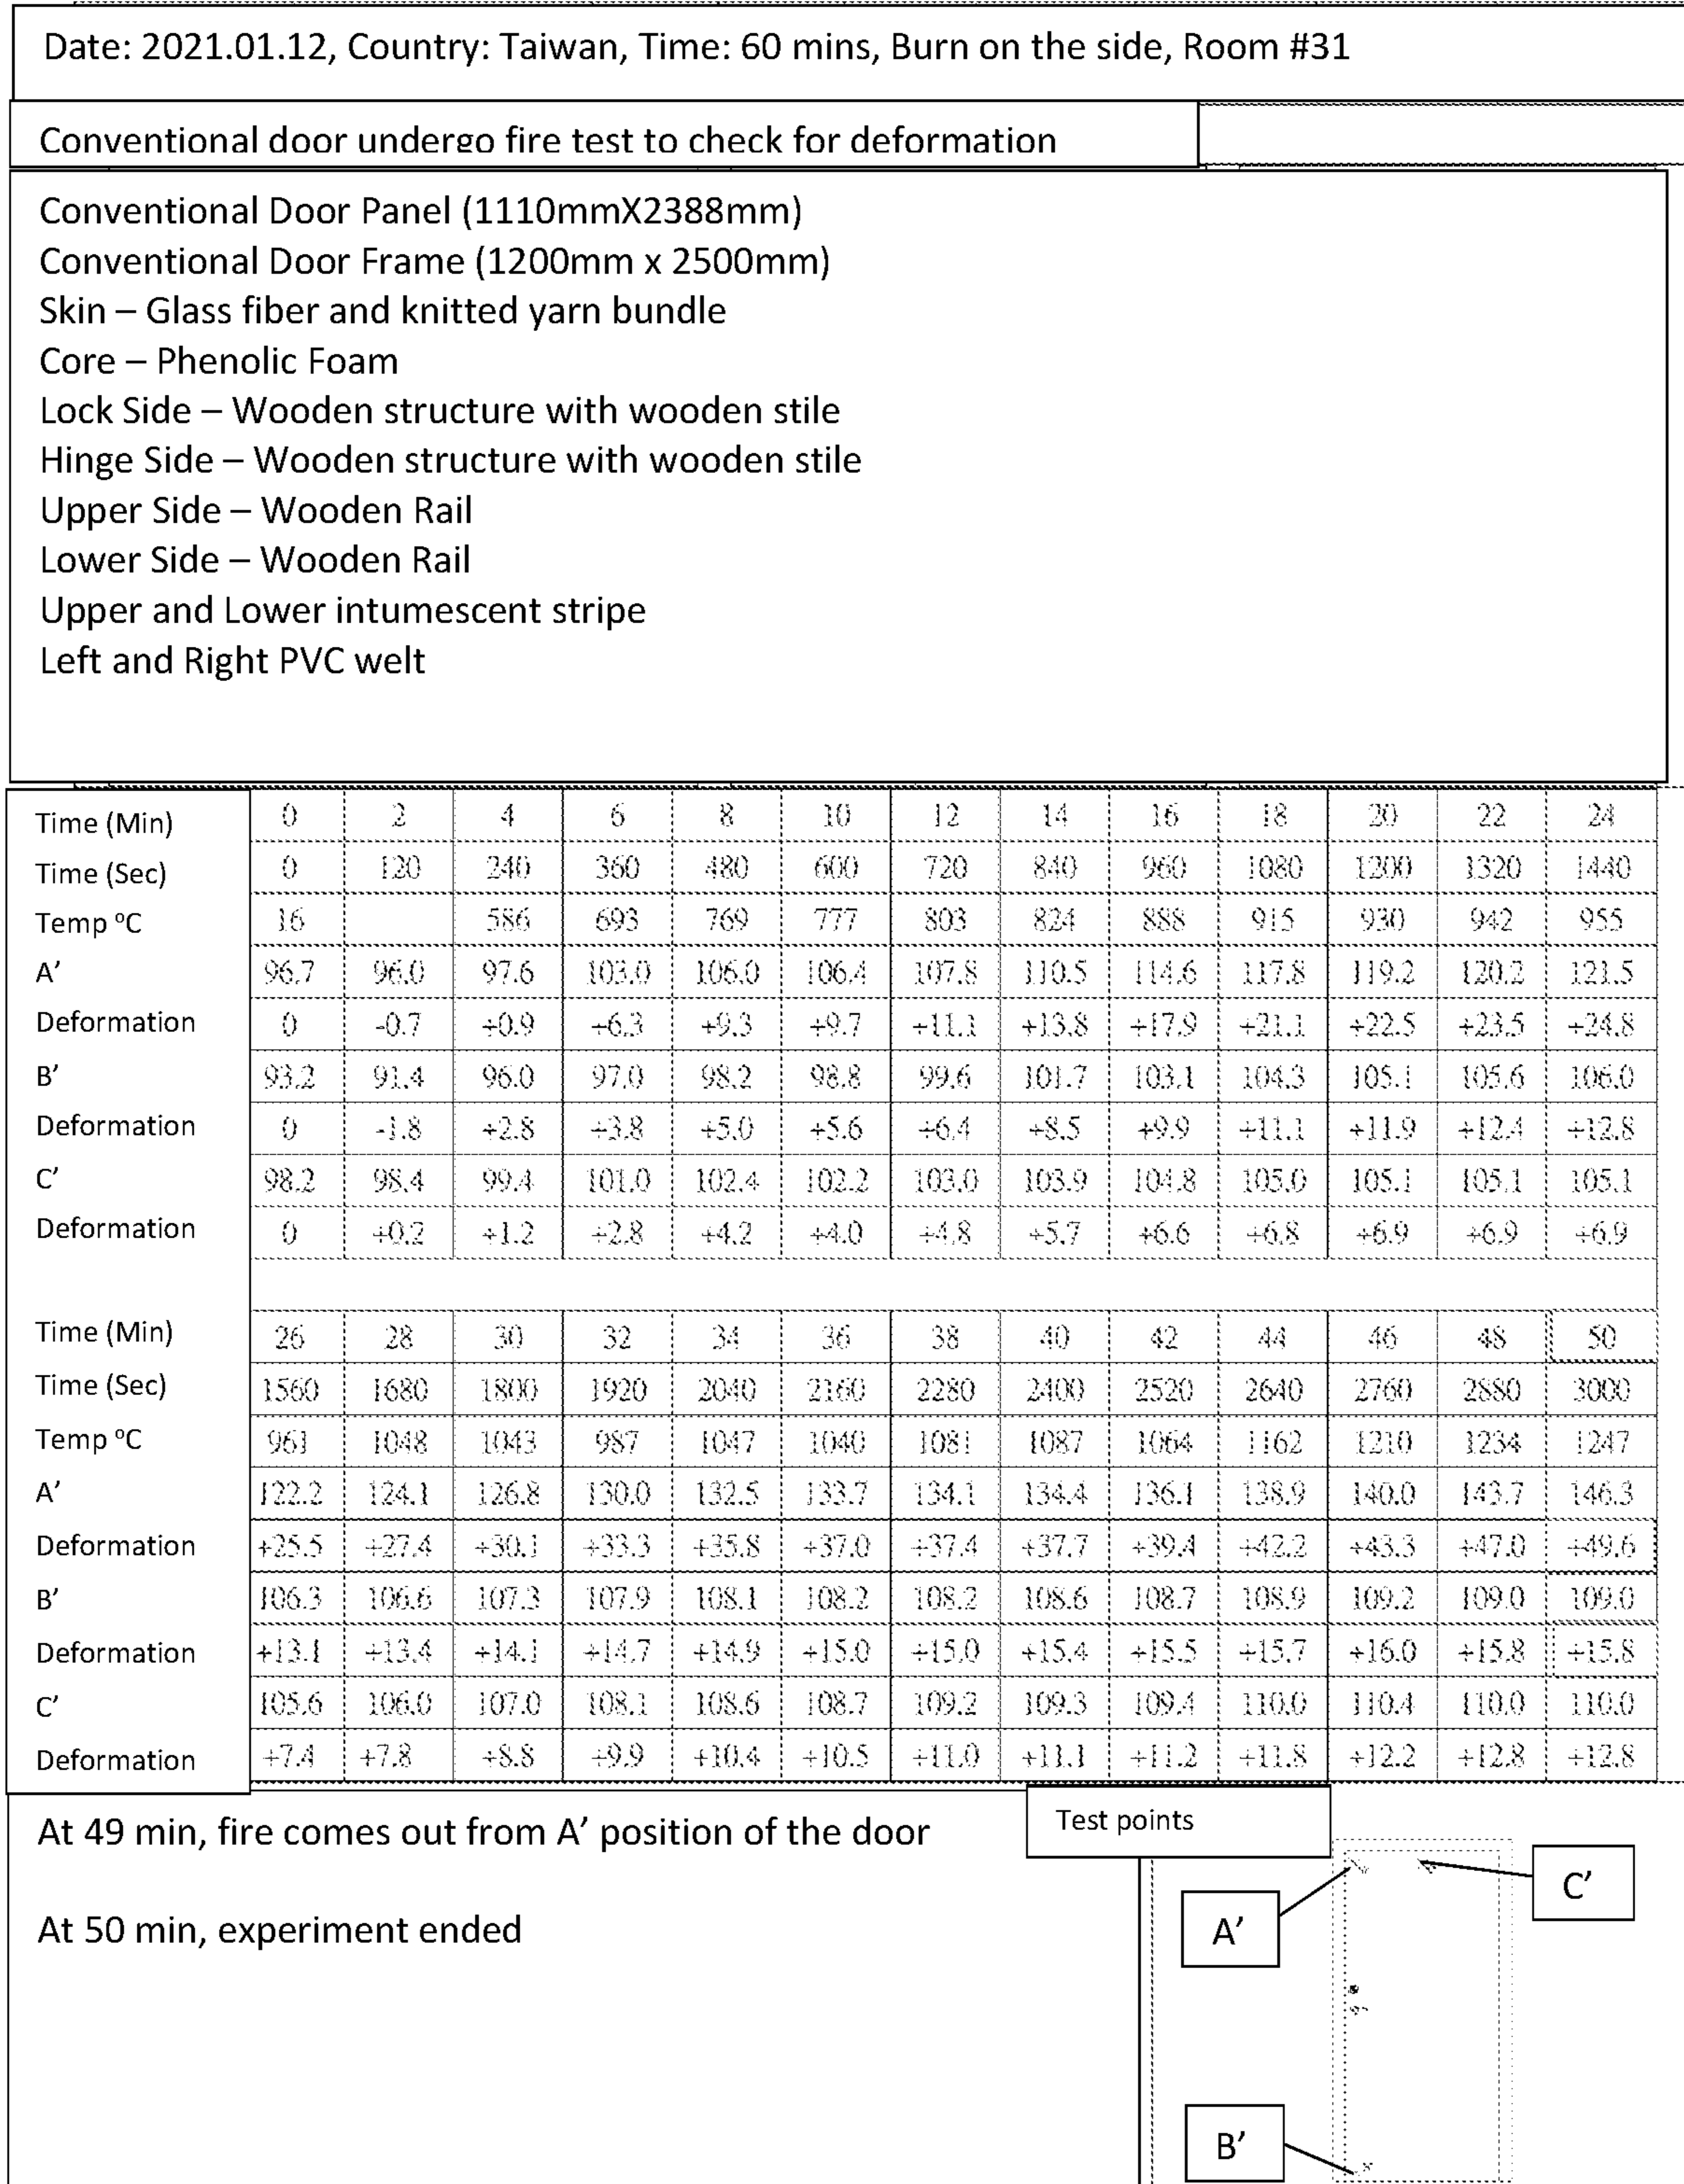 Date: 2021.01.12, Country: Taiwan, Time: 60 mins, Burn on the side, Room #31
Conventional door undergo fire test to check for deformation
Conventional Door Panel (1110mmX2388mm)
Conventional Door Frame (1200mm x 2500mm)
Skin – Glass fiber and knitted yarn bundle
Core – Phenolic Foam
Lock Side – Wooden structure with wooden stile
Hinge Side – Wooden structure with wooden stile
Upper Side – Wooden Rail
Lower Side – Wooden Rail
Upper and Lower intumescent stripe
Left and Right PVC welt
Time (Min) 0 2 4 6 8 10 12 14 16 18 20 22 24
Time (Sec) 0 120 240 360 480 600 720 840 960 1080 1200 1320 1440
Temp °C 16 586 693 769 777 803 824 888 915 930 942 955
A’ 96.7 96.0 97.6 103.0 106.0 106.4 107.8 110.5 114.6 117.8 119.2 120.2 121.5
Deformation 0 -0.7 +0.9 +6.3 +9.3 +9.7 +11.1 +13.8 +17.9 +21.1 +22.5 +23.5 +24.8
B’ 93.2 91.4 96.0 97.0 98.2 98.8 99.6 101.7 103.1 104.3 105.1 105.6 106.0
Deformation 0 -1.8 +2.8 +3.8 +5.0 +5.6 +6.4 +8.5 +9.9 +11.1 +11.9 +12.4 +12.8
C’ 98.2 98.4 99.4 101.0 102.4 102.2 103.0 103.9 104.8 105.0 105.1 105.1 105.1
Deformation 0 +0.2 +1.2 +2.8 +4.2 +4.0 +4.8 +5.7 +6.6 +6.8 +6.9 +6.9 +6.9
Time (Min) 26 28 30 32 34 36 38 40 42 44 46 48 50
Time (Sec) 1560 1680 1800 1920 2040 2160 2280 2400 2520 2640 2760 2880 3000
Temp °C 961 1048 1043 987 1047 1040 1081 1087 1064 1162 1210 1234 1247
A’ 122.2 124.1 126.8 130.0 132.5 133.7 134.1 134.4 136.1 138.9 140.0 143.7 146.3
Deformation +25.5 +27.4 +30.1 +33.3 +35.8 +37.0 +37.4 +37.7 +39.4 +42.2 +43.3 +47.0 +49.6
B’ 106.3 106.6 107.3 107.9 108.1 108.2 108.2 108.6 108.7 108.9 109.2 109.0 109.0
Deformation +13.1 +13.4 +14.1 +14.7 +14.9 +15.0 +15.0 +15.4 +15.5 +15.7 +16.0 +15.8 +15.8
C’ 105.6 106.0 107.0 108.1 108.6 108.7 109.2 109.3 109.4 110.0 110.4 110.0 110.0
Deformation +7.4 +7.8 +8.8 +9.9 +10.4 +10.5 +11.0 +11.1 +11.2 +11.8 +12.2 +12.8 +12.8
At 49 min, fire comes out from A’ position of the door
At 50 min, experiment ended
Test points
C’
A’
B’